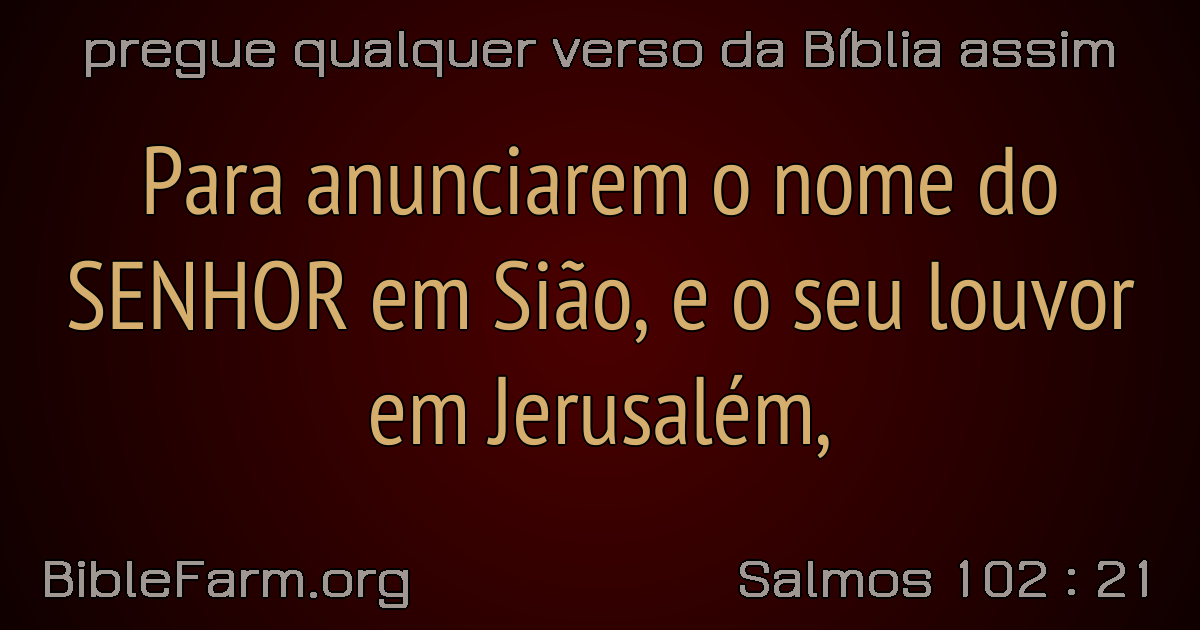 pregue qualquer verso da Bíblia assim
Para anunciarem o nome do
SENHOR em Sião, e o seu louvor
em Jerusalém,
BibleFarm.org
Salmos 102 : 21